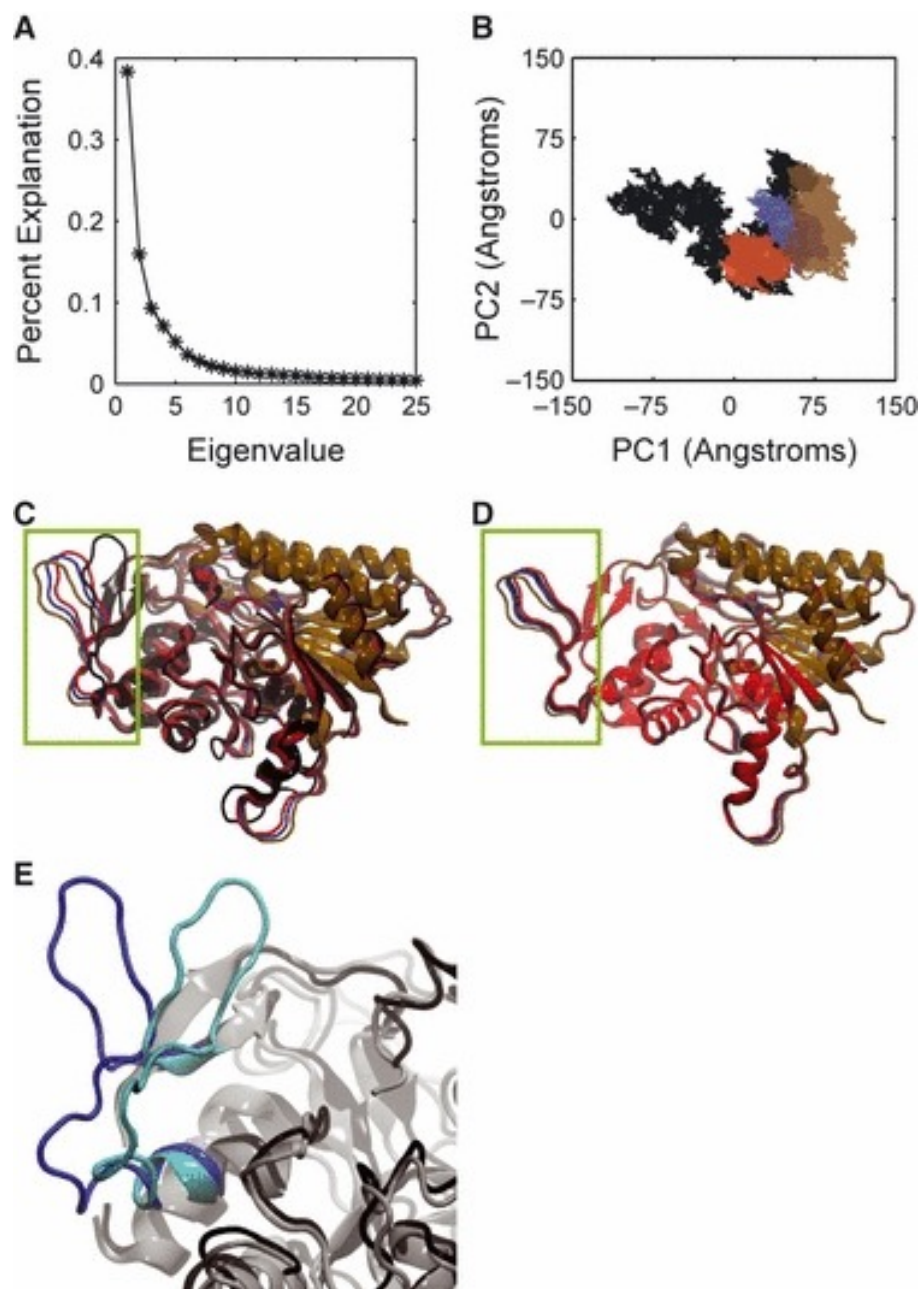 A
B
0.4
0.3
0.2
0.1
0
0 5 10 15 20 25
Percent Explanation
Eigenvalue
150
75
0
−75
−150
−150 −75 0 75 150
PC2 (Angstroms)
PC1 (Angstroms)
C
D
E